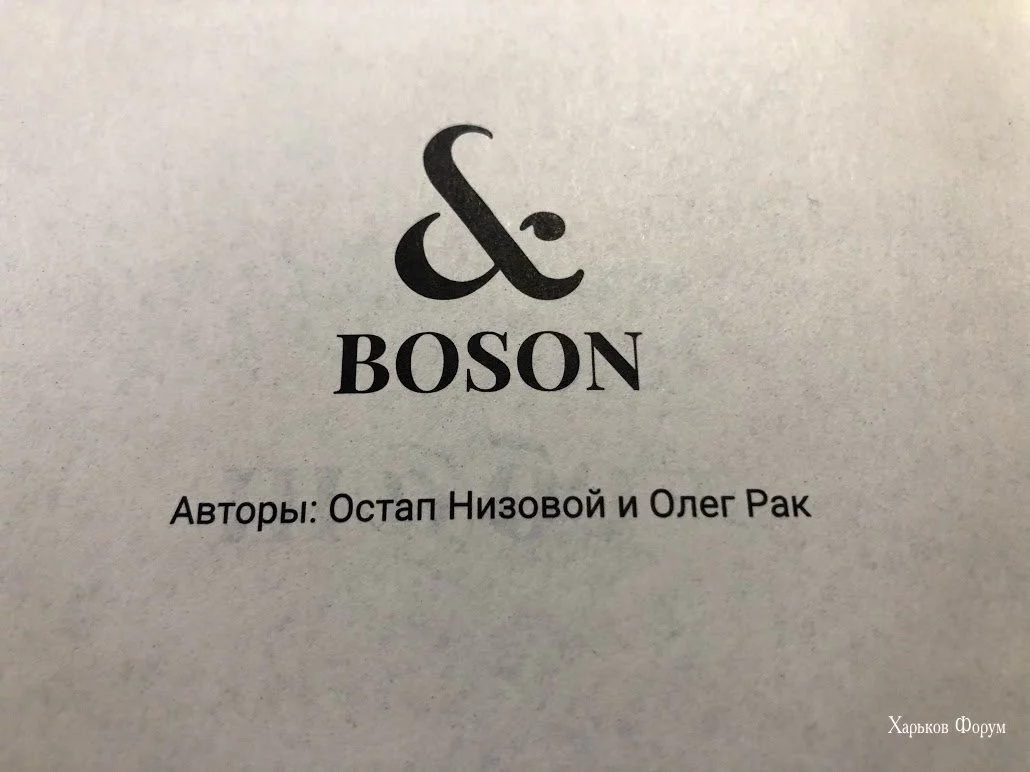 &
BOSON
Авторы: Остап Низовой и Олег Рак
Харьков Форум